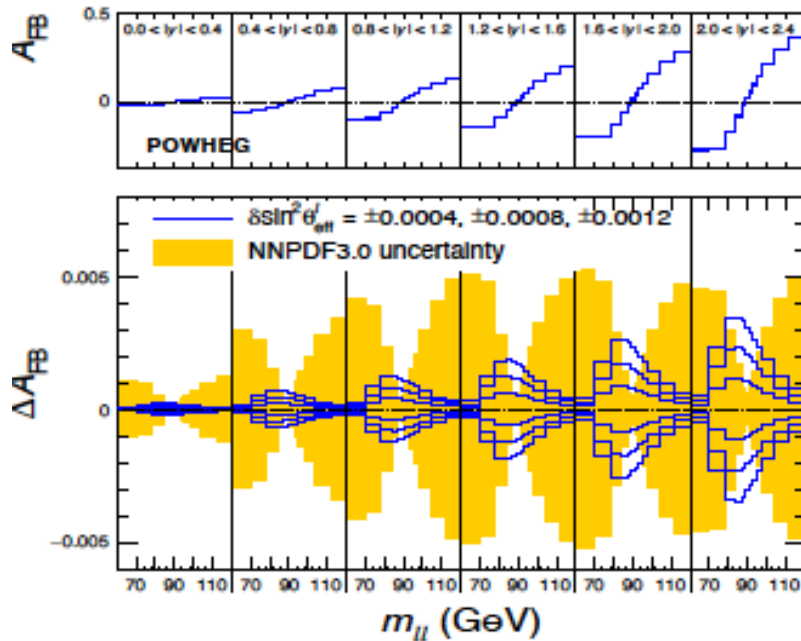 A_FB
0.5
0
0.0 < |y| < 0.4
0.4 < |y| < 0.8
0.8 < |y| < 1.2
1.2 < |y| < 1.6
1.6 < |y| < 2.0
2.0 < |y| < 2.4
POWHEG
δsin²θˡ_eff = ±0.0004, ±0.0008, ±0.0012
NNPDF3.0 uncertainty
ΔA_FB
0.005
0
−0.005
70 90 110 70 90 110 70 90 110 70 90 110 70 90 110 70 90 110
m_ll (GeV)